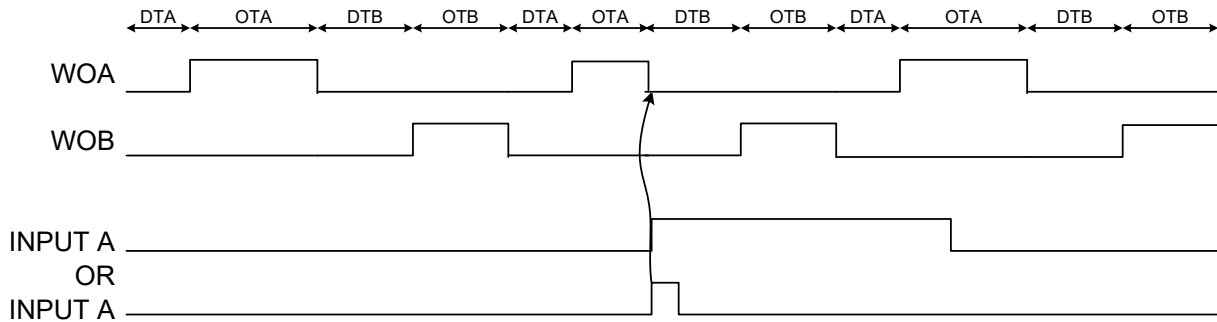 DTA OTA DTB OTB DTA OTA DTB OTB DTA OTA DTB OTB
WOA
WOB
INPUT A
OR
INPUT A